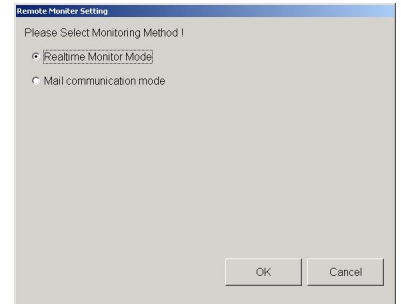 Remote Moniter Setting
Please Select Monitoring Method !
Realtime Monitor Mode
Mail communication mode
OK Cancel